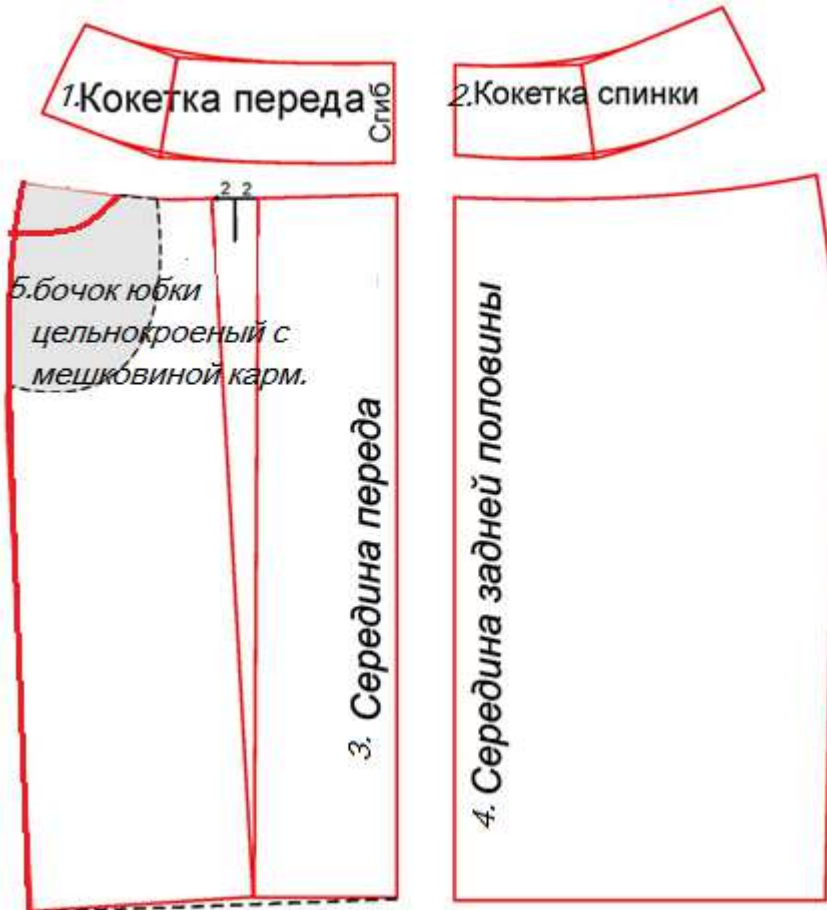 1.Кокетка переда
Сгиб
2.Кокетка спинки
2 2
5.бочок юбки
цельнокроеный с
мешковиной карм.
3. Середина переда
4. Середина задней половины